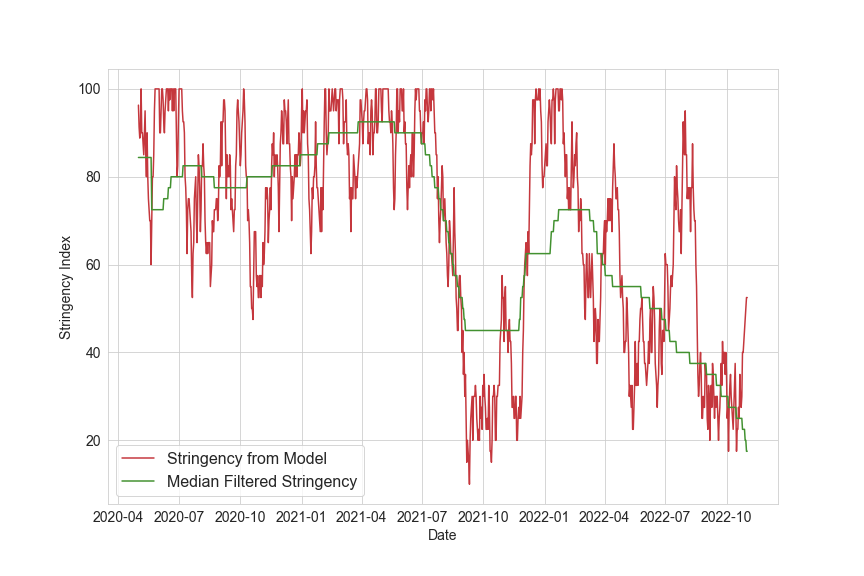 100
80
60
40
20
Stringency Index
Stringency from Model
Median Filtered Stringency
2020-04 2020-07 2020-10 2021-01 2021-04 2021-07 2021-10 2022-01 2022-04 2022-07 2022-10
Date